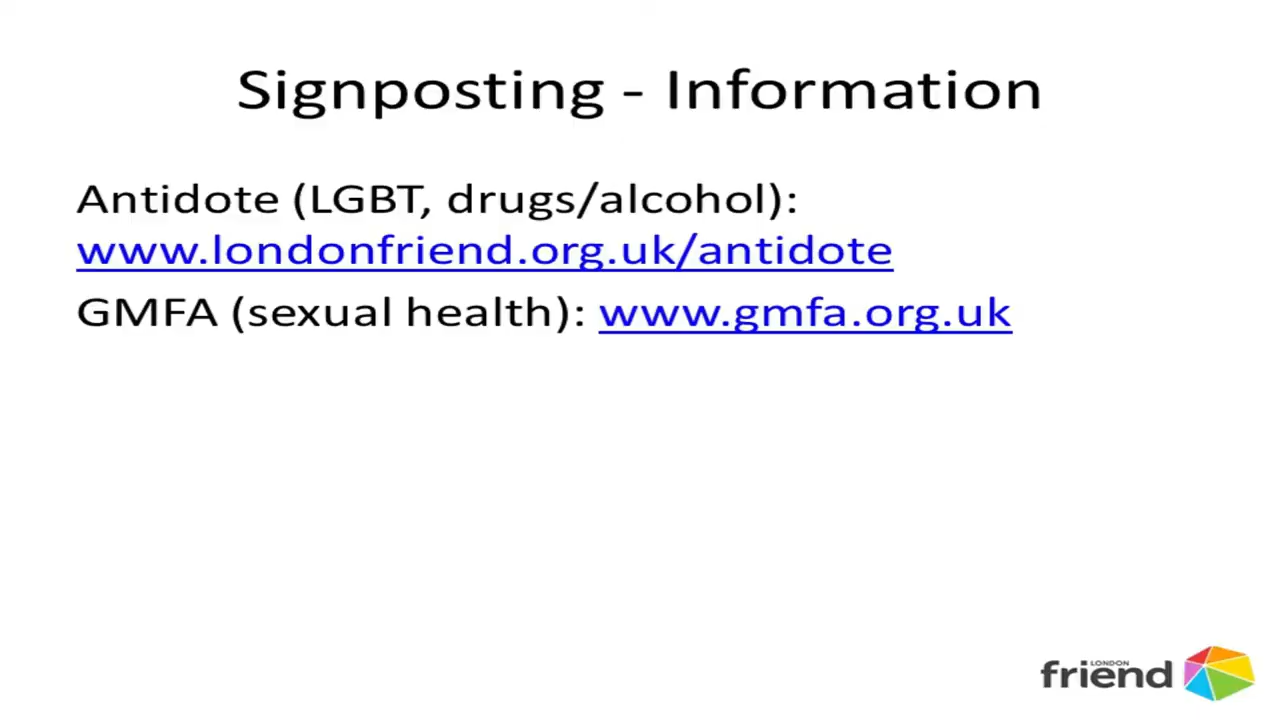 Signposting - Information
Antidote (LGBT, drugs/alcohol):
www.londonfriend.org.uk/antidote
GMFA (sexual health): www.gmfa.org.uk
LONDON
friend